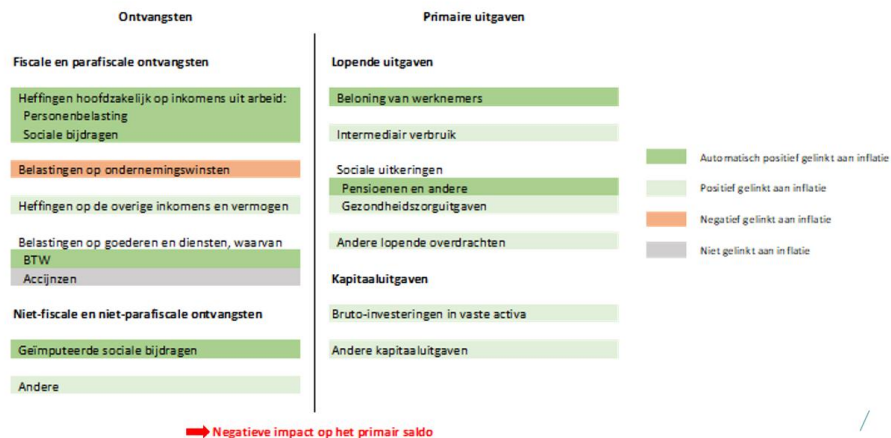 Ontvangsten
Fiscale en parafiscale ontvangsten
Heffingen hoofdzakelijk op inkomens uit arbeid:
Personenbelasting
Sociale bijdragen
Belastingen op ondernemingswinsten
Heffingen op de overige inkomens en vermogen
Belastingen op goederen en diensten, waarvan
BTW
Accijnzen
Niet-fiscale en niet-parafiscale ontvangsten
Geïmputeerde sociale bijdragen
Andere
Primaire uitgaven
Lopende uitgaven
Beloning van werknemers
Intermediair verbruik
Sociale uitkeringen
Pensioenen en andere
Gezondheidszorguitgaven
Andere lopende overdrachten
Kapitaaluitgaven
Bruto-investeringen in vaste activa
Andere kapitaaluitgaven
Automatisch positief gelinkt aan inflatie
Positief gelinkt aan inflatie
Negatief gelinkt aan inflatie
Niet gelinkt aan inflatie
Negatieve impact op het primair saldo